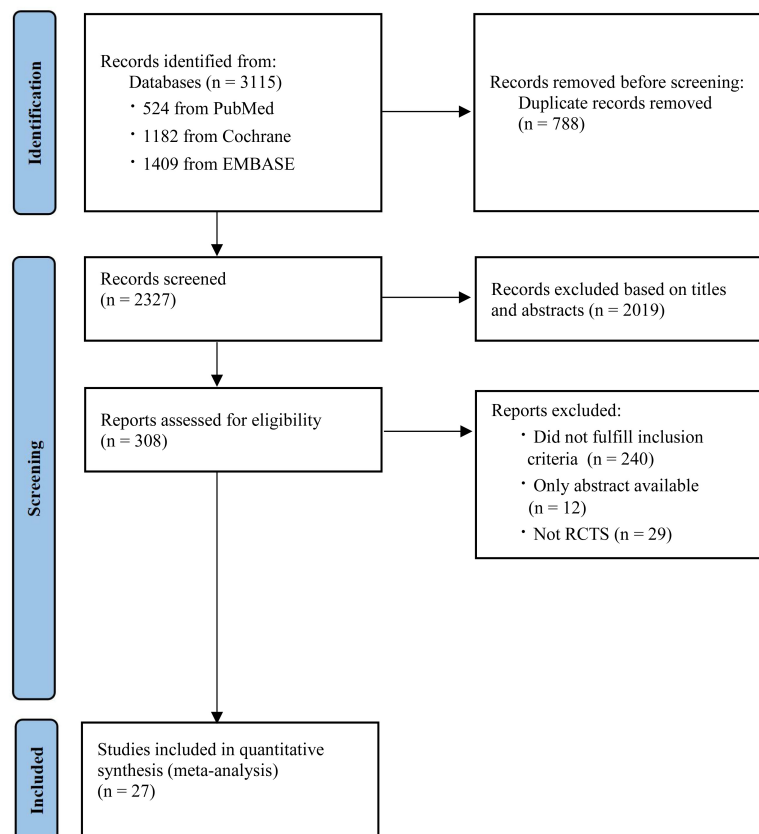 Identification
Records identified from:
Databases (n = 3115)
· 524 from PubMed
· 1182 from Cochrane
· 1409 from EMBASE
Records removed before screening:
Duplicate records removed
(n = 788)
Screening
Records screened
(n = 2327)
Records excluded based on titles
and abstracts (n = 2019)
Reports assessed for eligibility
(n = 308)
Reports excluded:
· Did not fulfill inclusion
criteria (n = 240)
· Only abstract available
(n = 12)
· Not RCTS (n = 29)
Included
Studies included in quantitative
synthesis (meta-analysis)
(n = 27)